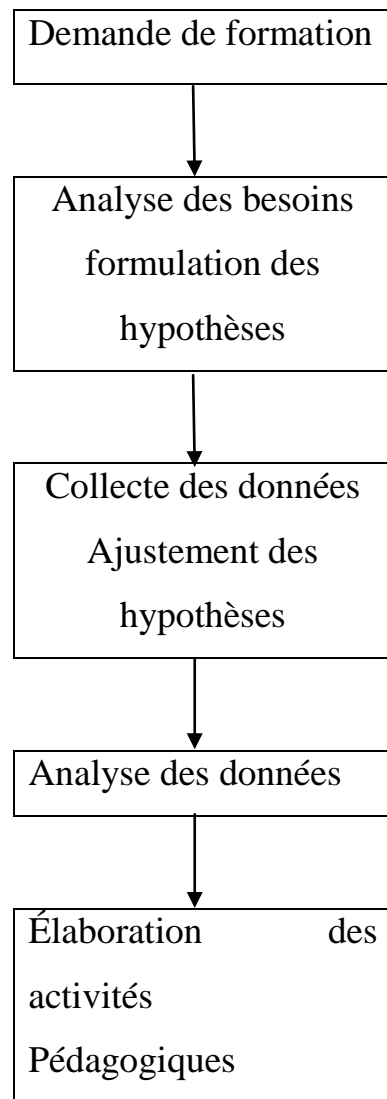 Demande de formation
Analyse des besoins
formulation des
hypothèses
Collecte des données
Ajustement des
hypothèses
Analyse des données
Élaboration des
activités
Pédagogiques